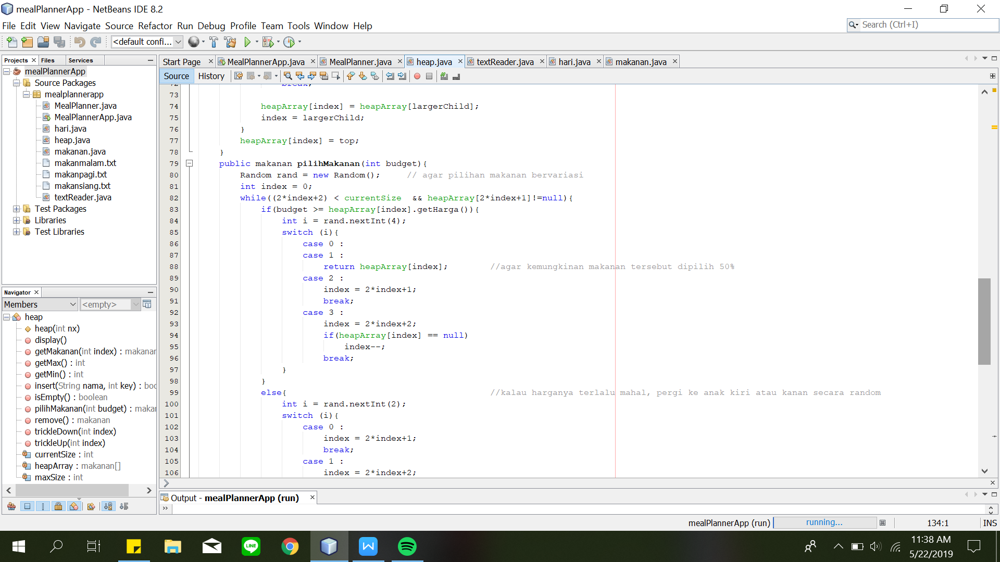 mealPlannerApp - NetBeans IDE 8.2
File Edit View Navigate Source Refactor Run Debug Profile Team Tools Window Help
Search (Ctrl+I)
<default confi...
Projects Files Services
mealPlannerApp
Source Packages
mealplannerapp
MealPlanner.java
MealPlannerApp.java
hari.java
heap.java
makanan.java
makanmalam.txt
makanpagi.txt
makansiang.txt
textReader.java
Test Packages
Libraries
Test Libraries
Navigator
Members <empty>
heap
heap(int nx)
display()
getMakanan(int index) : makanan
getMax() : int
getMin() : int
insert(String nama, int key) : boo
isEmpty() : boolean
pilihMakanan(int budget) : makan
remove() : makanan
trickleDown(int index)
trickleUp(int index)
currentSize : int
heapArray : makanan[]
maxSize : int
Start Page MealPlannerApp.java MealPlanner.java heap.java textReader.java hari.java makanan.java
Source History
72 break;
73
74 heapArray[index] = heapArray[largerChild];
75 index = largerChild;
76 }
77 heapArray[index] = top;
78 }
79 public makanan pilihMakanan(int budget){
80 Random rand = new Random(); // agar pilihan makanan bervariasi
81 int index = 0;
82 while((2*index+2) < currentSize && heapArray[2*index+1]!=null){
83 if(budget >= heapArray[index].getHarga()){
84 int i = rand.nextInt(4);
85 switch (i){
86 case 0 :
87 case 1 :
88 return heapArray[index]; //agar kemungkinan makanan tersebut dipilih 50%
89 case 2 :
90 index = 2*index+1;
91 break;
92 case 3 :
93 index = 2*index+2;
94 if(heapArray[index] == null)
95 index--;
96 break;
97 }
98 }
99 else{ //kalau harganya terlalu mahal, pergi ke anak kiri atau kanan secara random
100 int i = rand.nextInt(2);
101 switch (i){
102 case 0 :
103 index = 2*index+1;
104 break;
105 case 1 :
106 index = 2*index+2;
Output - mealPlannerApp (run)
mealPlannerApp (run) running... 134:1 INS
LINE
11:38 AM
5/22/2019